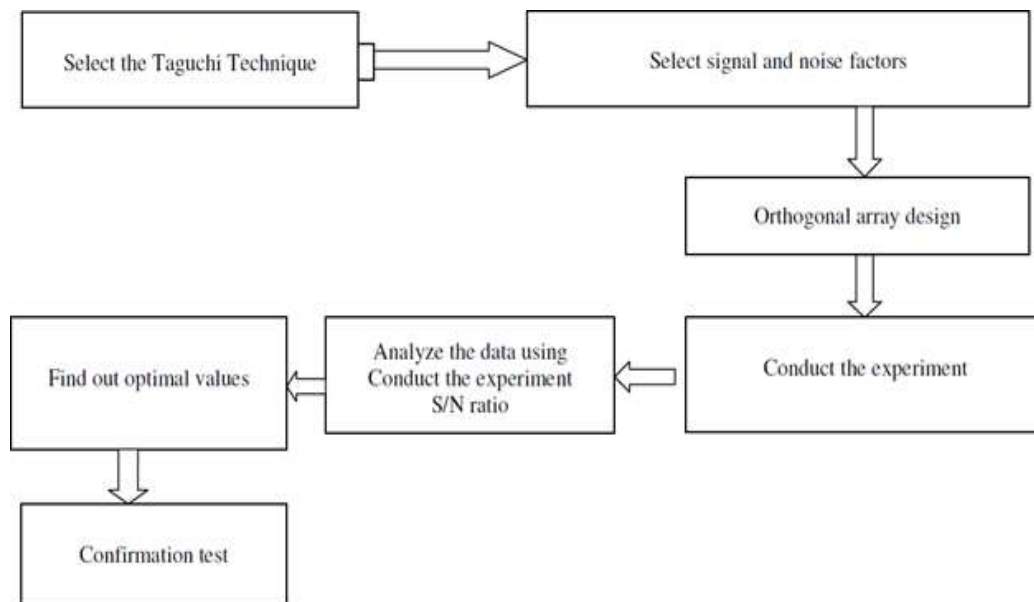 Select the Taguchi Technique
Select signal and noise factors
Orthogonal array design
Conduct the experiment
Analyze the data using
Conduct the experiment
S/N ratio
Find out optimal values
Confirmation test